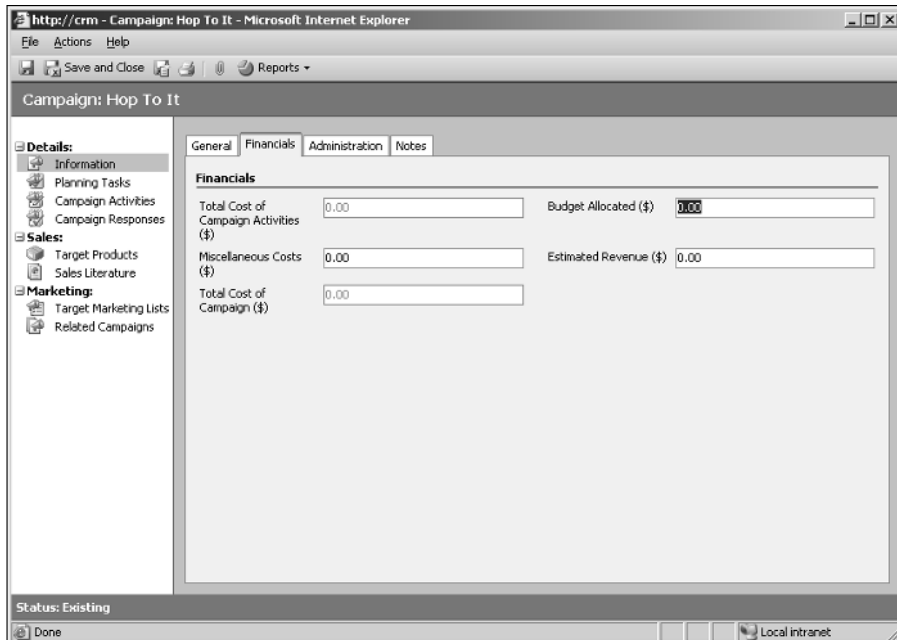 http://crm - Campaign: Hop To It - Microsoft Internet Explorer
File Actions Help
Save and Close Reports
Campaign: Hop To It
Details:
Information
Planning Tasks
Campaign Activities
Campaign Responses
Sales:
Target Products
Sales Literature
Marketing:
Target Marketing Lists
Related Campaigns
General Financials Administration Notes
Financials
Total Cost of
Campaign Activities
($)
0.00
Budget Allocated ($) 0.00
Miscellaneous Costs
($)
0.00
Estimated Revenue ($) 0.00
Total Cost of
Campaign ($)
0.00
Status: Existing
Done Local intranet